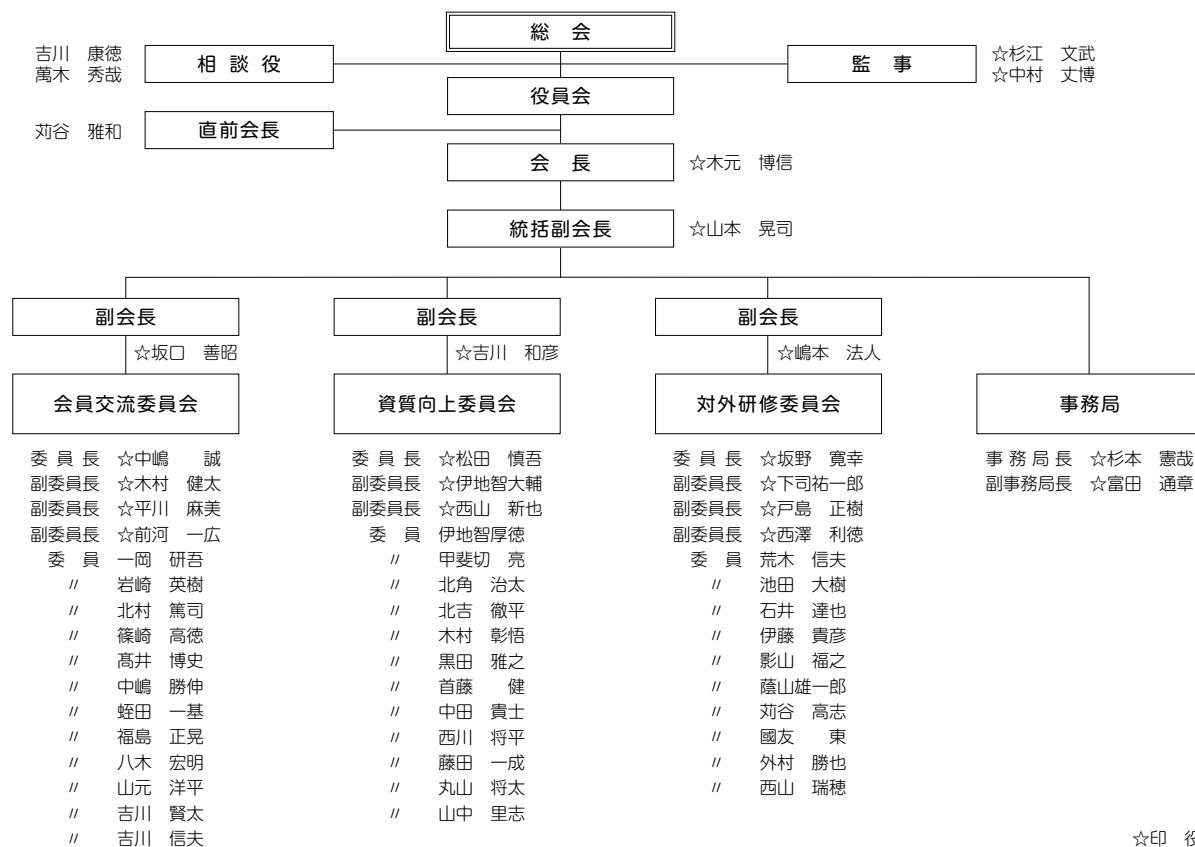 総 会
吉川 康徳
萬木 秀哉
相 談 役
監 事
☆杉江 文武
☆中村 丈博
役員会
苅谷 雅和
直前会長
会 長
☆木元 博信
統括副会長
☆山本 晃司
副会長
☆坂口 善昭
会員交流委員会
委 員 長 ☆中嶋 誠
副委員長 ☆木村 健太
副委員長 ☆平川 麻美
副委員長 ☆前河 一広
委 員 一岡 研吾
〃 岩崎 英樹
〃 北村 篤司
〃 篠崎 高徳
〃 髙井 博史
〃 中嶋 勝伸
〃 蛭田 一基
〃 福島 正晃
〃 八木 宏明
〃 山元 洋平
〃 吉川 賢太
〃 吉川 信夫
副会長
☆吉川 和彦
資質向上委員会
委 員 長 ☆松田 慎吾
副委員長 ☆伊地智大輔
副委員長 ☆西山 新也
委 員 伊地智厚徳
〃 甲斐切 亮
〃 北角 治太
〃 北吉 徹平
〃 木村 彰悟
〃 黒田 雅之
〃 首藤 健
〃 中田 貴士
〃 西川 将平
〃 藤田 一成
〃 丸山 将太
〃 山中 里志
副会長
☆嶋本 法人
対外研修委員会
委 員 長 ☆坂野 寛幸
副委員長 ☆下司祐一郎
副委員長 ☆戸島 正樹
副委員長 ☆西澤 利徳
委 員 荒木 信夫
〃 池田 大樹
〃 石井 達也
〃 伊藤 貴彦
〃 影山 福之
〃 蔭山雄一郎
〃 苅谷 高志
〃 國友 東
〃 外村 勝也
〃 西山 瑞穂
事務局
事 務 局 長 ☆杉本 憲哉
副事務局長 ☆富田 通章
☆印 役